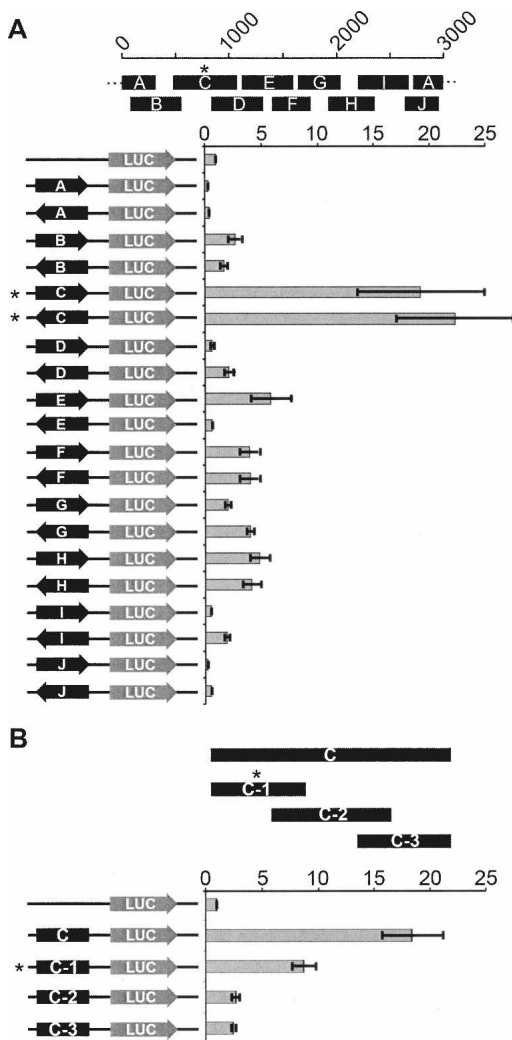 A
0 1000 2000 3000
*
A C E G I A
B D F H J
0 5 10 15 20 25
LUC
A LUC
A LUC
B LUC
B LUC
* C LUC
* C LUC
D LUC
D LUC
E LUC
E LUC
F LUC
F LUC
G LUC
G LUC
H LUC
H LUC
I LUC
I LUC
J LUC
J LUC
B
C
*
C-1
C-2
C-3
0 5 10 15 20 25
LUC
C LUC
* C-1 LUC
C-2 LUC
C-3 LUC